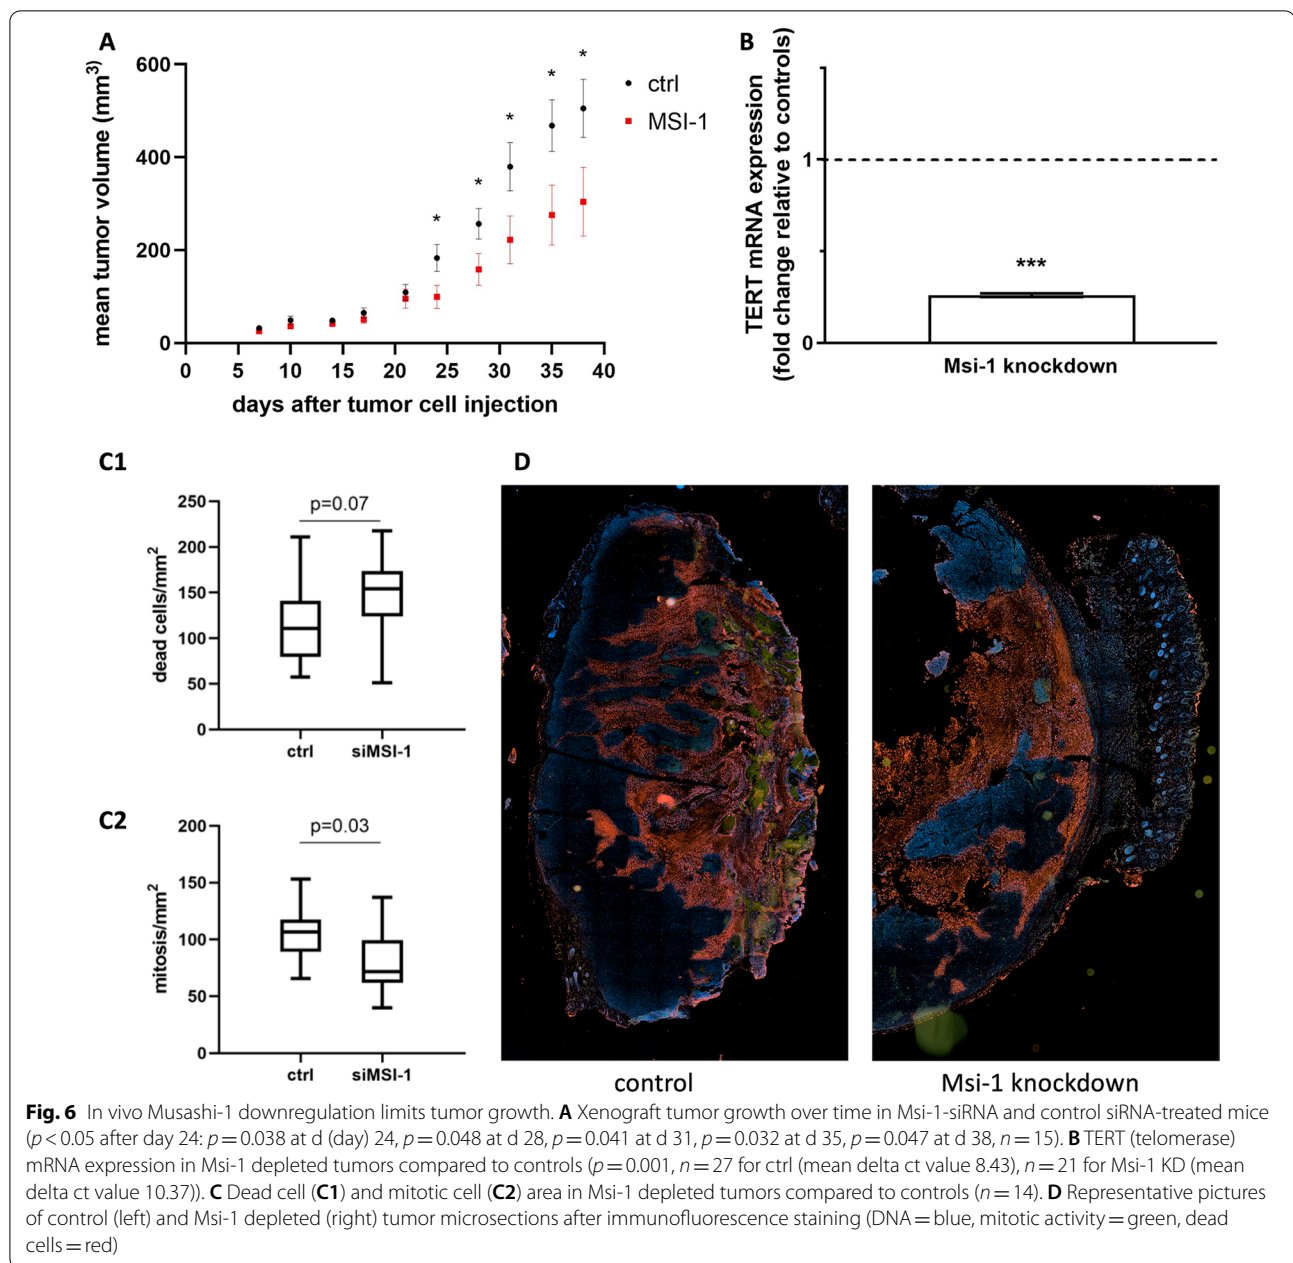 A
mean tumor volume (mm³)
600
400
200
0
0 5 10 15 20 25 30 35 40
days after tumor cell injection
* * * * *
ctrl
MSI-1
B
TERT mRNA expression
(fold change relative to controls)
1
0
***
Msi-1 knockdown
C1
dead cells/mm²
250
200
150
100
50
0
p=0.07
ctrl siMSI-1
C2
mitosis/mm²
200
150
100
50
0
p=0.03
ctrl siMSI-1
D
control
Msi-1 knockdown
Fig. 6 In vivo Musashi-1 downregulation limits tumor growth. A Xenograft tumor growth over time in Msi-1-siRNA and control siRNA-treated mice
(p < 0.05 after day 24: p = 0.038 at d (day) 24, p = 0.048 at d 28, p = 0.041 at d 31, p = 0.032 at d 35, p = 0.047 at d 38, n = 15). B TERT (telomerase)
mRNA expression in Msi-1 depleted tumors compared to controls (p = 0.001, n = 27 for ctrl (mean delta ct value 8.43), n = 21 for Msi-1 KD (mean
delta ct value 10.37)). C Dead cell (C1) and mitotic cell (C2) area in Msi-1 depleted tumors compared to controls (n = 14). D Representative pictures
of control (left) and Msi-1 depleted (right) tumor microsections after immunofluorescence staining (DNA = blue, mitotic activity = green, dead
cells = red)